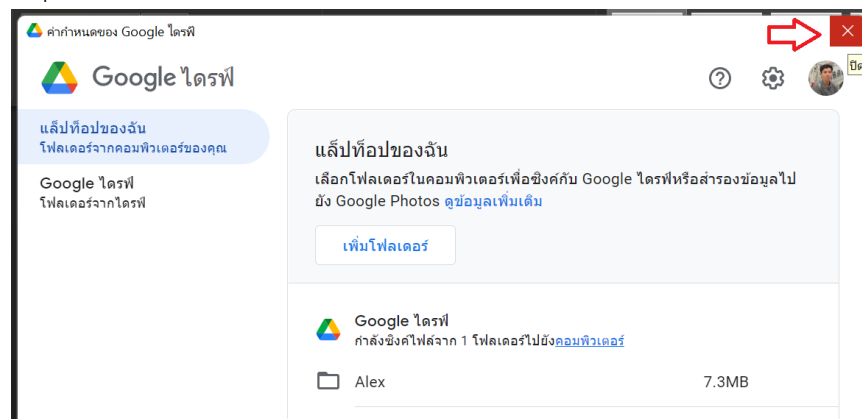 ค่ากำหนดของ Google ไดรฟ์
Google ไดรฟ์
แล็ปท็อปของฉัน
โฟลเดอร์จากคอมพิวเตอร์ของคุณ
Google ไดรฟ์
โฟลเดอร์จากไดรฟ์
แล็ปท็อปของฉัน
เลือกโฟลเดอร์ในคอมพิวเตอร์เพื่อซิงค์กับ Google ไดรฟ์หรือสำรองข้อมูลไป
ยัง Google Photos ดูข้อมูลเพิ่มเติม
เพิ่มโฟลเดอร์
Google ไดรฟ์
กำลังซิงค์ไฟล์จาก 1 โฟลเดอร์ไปยังคอมพิวเตอร์
Alex 7.3MB